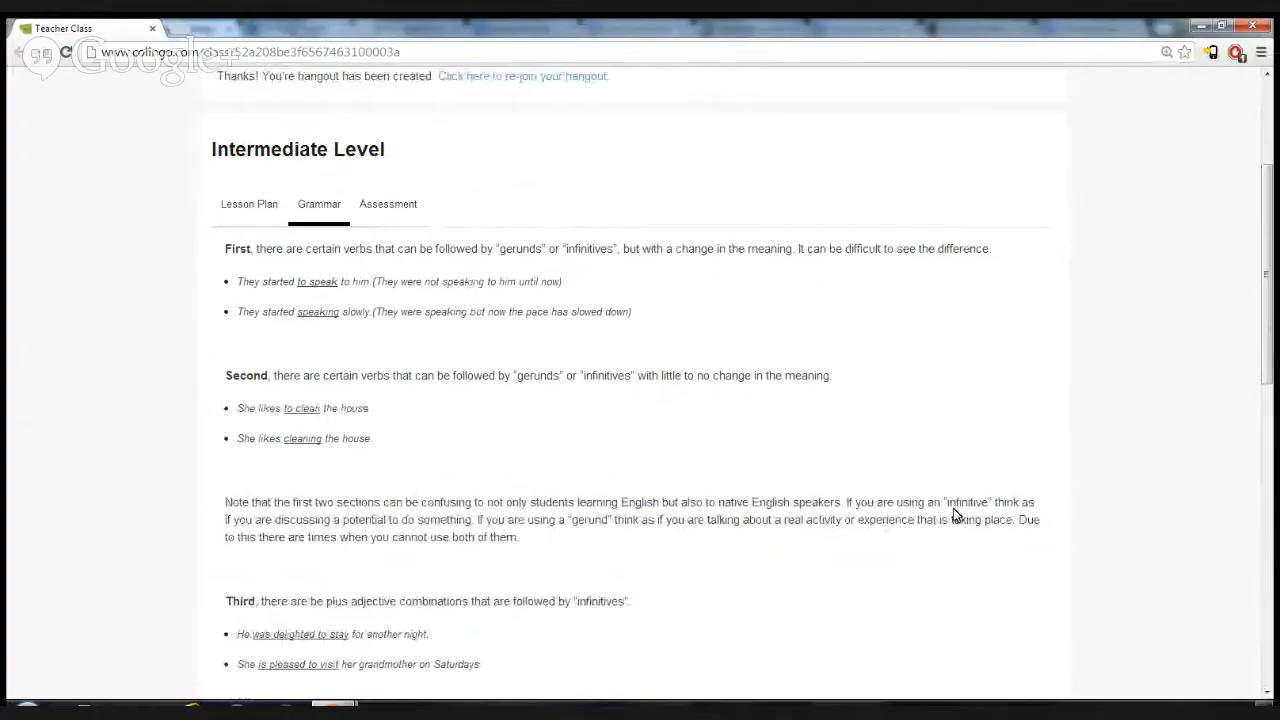 Teacher Class
www.colingo.com/class/52a208be3f6567463100003a
Google+
Thanks! You're hangout has been created. Click here to re-join your hangout.
Intermediate Level
Lesson Plan Grammar Assessment
First, there are certain verbs that can be followed by "gerunds" or "infinitives", but with a change in the meaning. It can be difficult to see the difference.
• They started to speak to him.(They were not speaking to him until now)
• They started speaking slowly.(They were speaking but now the pace has slowed down)
Second, there are certain verbs that can be followed by "gerunds" or "infinitives" with little to no change in the meaning.
• She likes to clean the house
• She likes cleaning the house.
Note that the first two sections can be confusing to not only students learning English but also to native English speakers. If you are using an "infinitive" think as
if you are discussing a potential to do something. If you are using a "gerund" think as if you are talking about a real activity or experience that is taking place. Due
to this there are times when you cannot use both of them.
Third, there are be plus adjective combinations that are followed by "infinitives".
• He was delighted to stay for another night.
• She is pleased to visit her grandmother on Saturdays